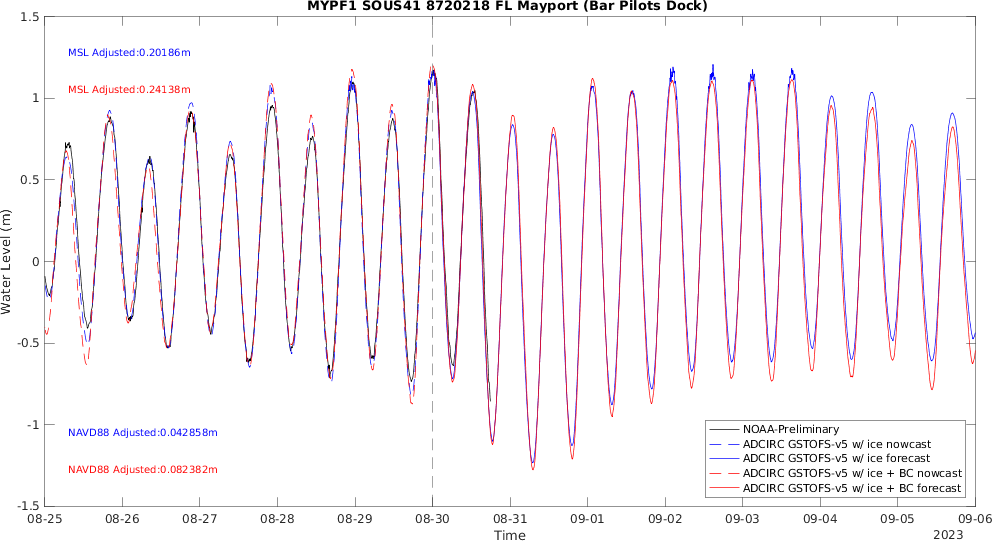 MYPF1 SOUS41 8720218 FL Mayport (Bar Pilots Dock)
1.5
MSL Adjusted:0.20186m
MSL Adjusted:0.24138m
1
0.5
0
-0.5
-1
-1.5
Water Level (m)
NAVD88 Adjusted:0.042858m
NAVD88 Adjusted:0.082382m
NOAA-Preliminary
ADCIRC GSTOFS-v5 w/ ice nowcast
ADCIRC GSTOFS-v5 w/ ice forecast
ADCIRC GSTOFS-v5 w/ ice + BC nowcast
ADCIRC GSTOFS-v5 w/ ice + BC forecast
08-25 08-26 08-27 08-28 08-29 08-30 08-31 09-01 09-02 09-03 09-04 09-05 09-06
Time
2023